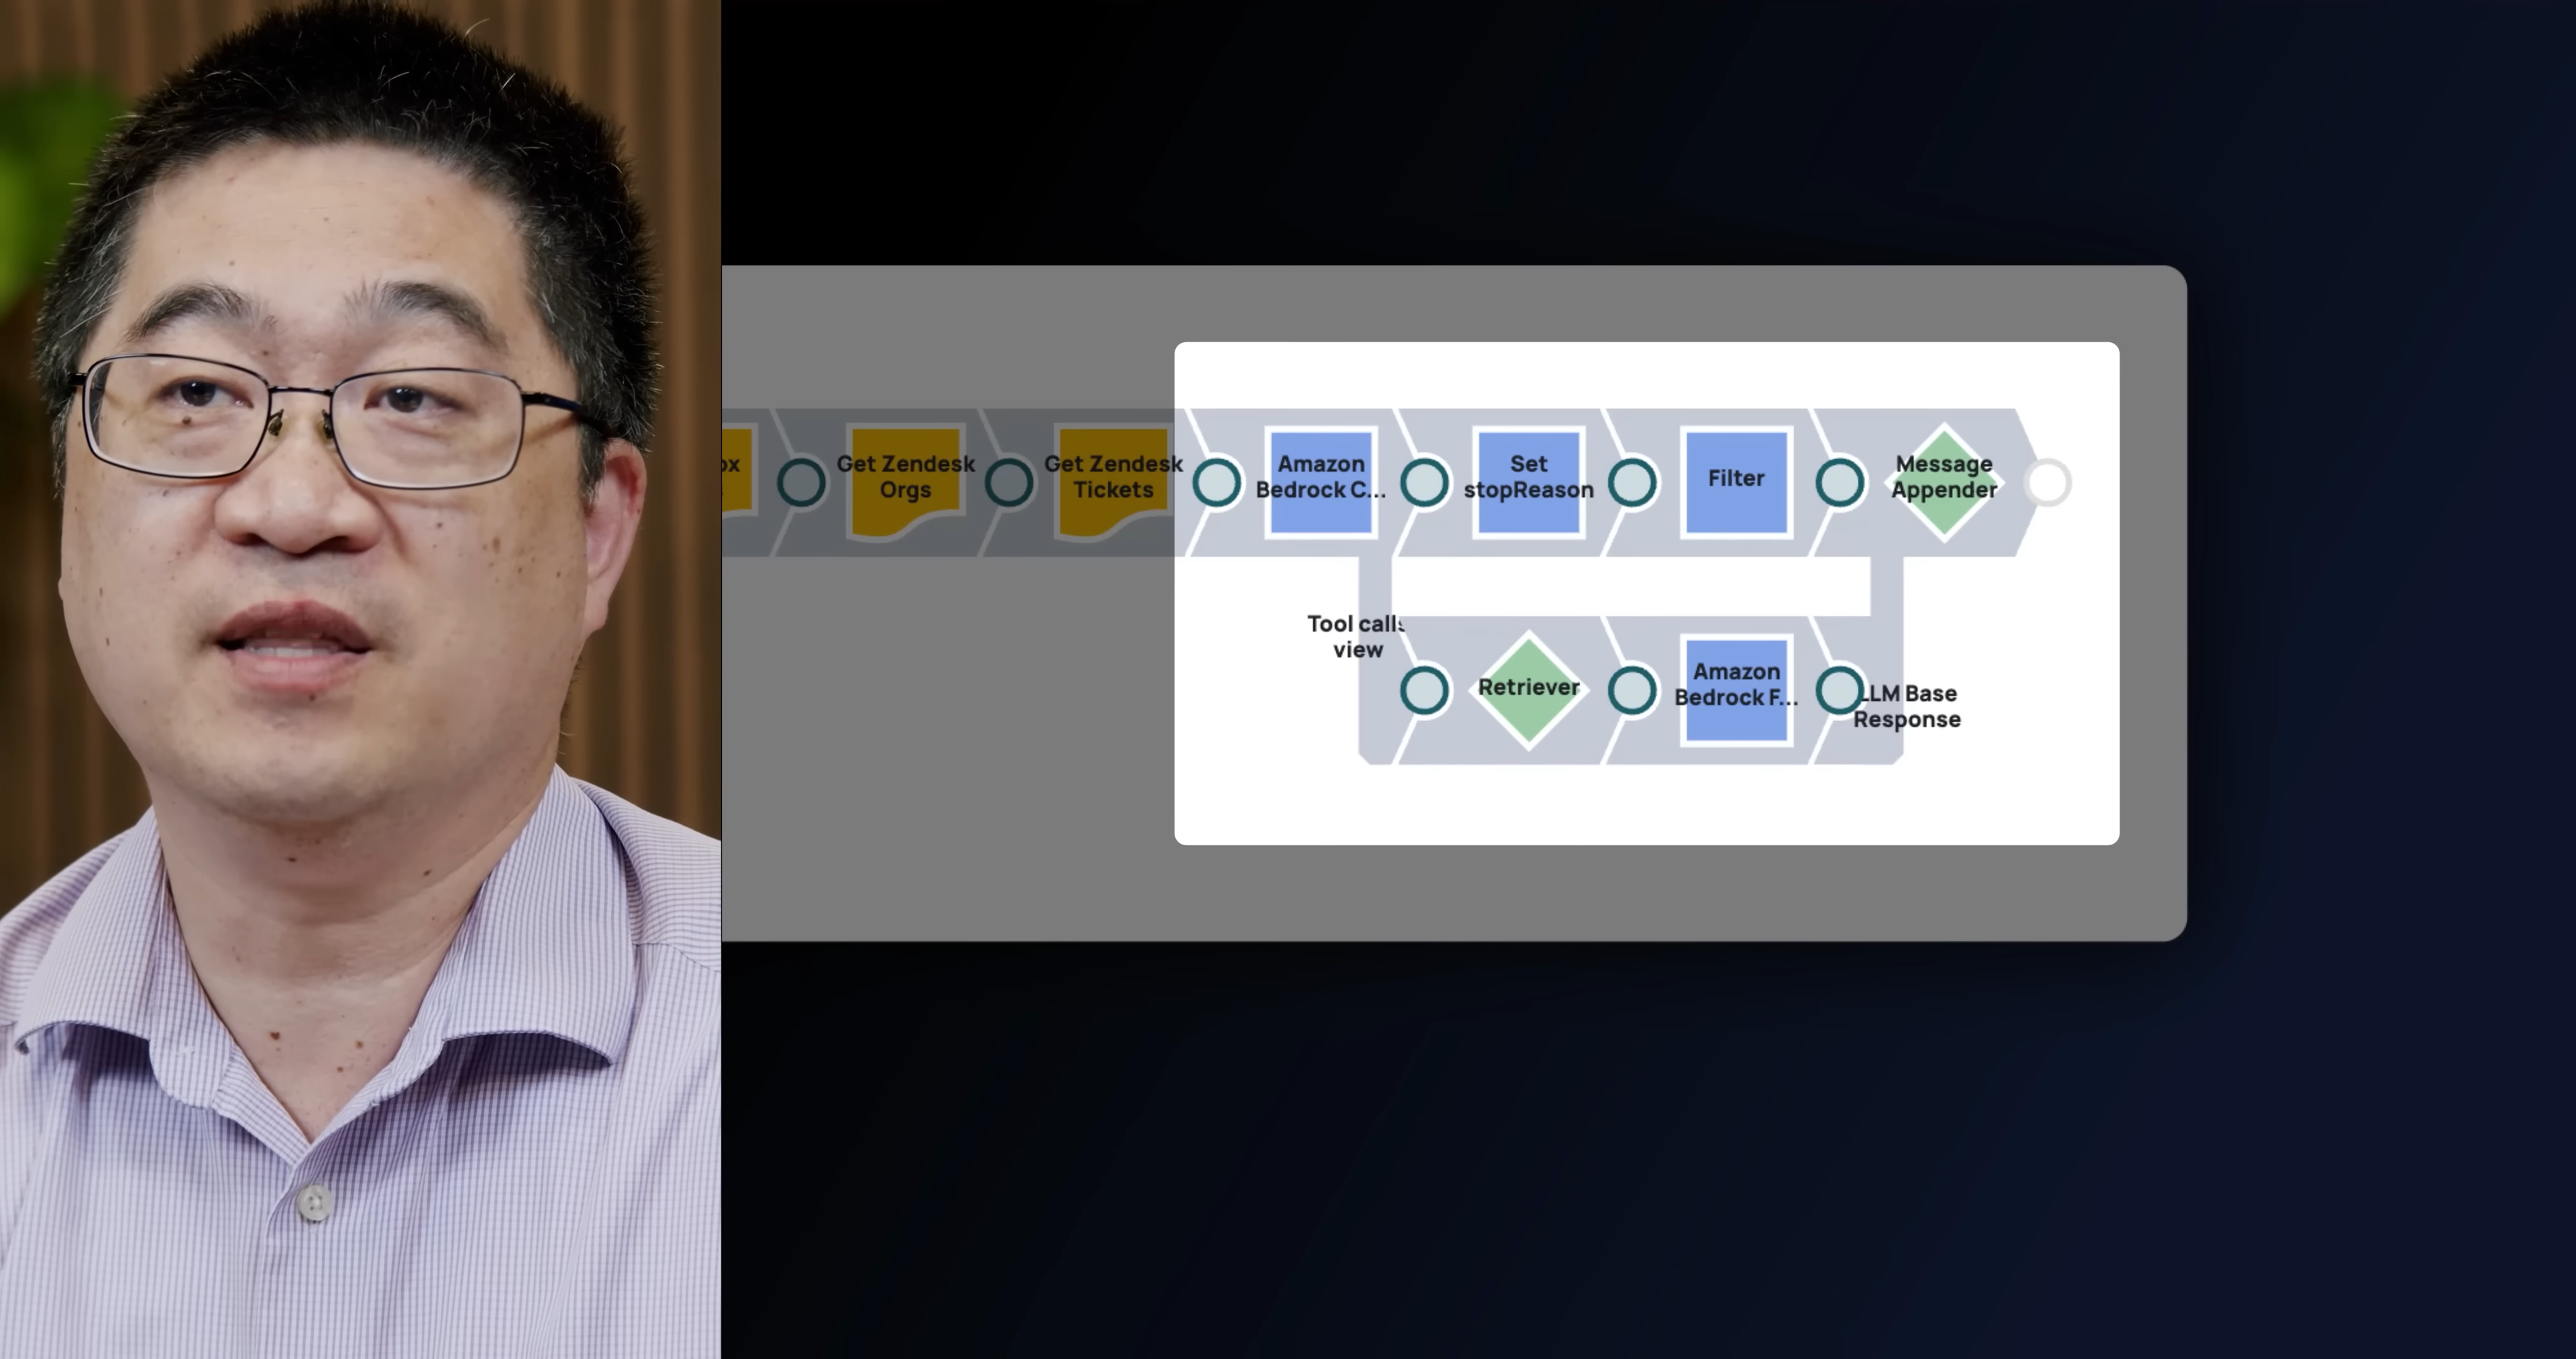 Get Zendesk
Orgs
Get Zendesk
Tickets
Amazon
Bedrock C...
Set
stopReason
Filter
Message
Appender
Tool calls
view
Retriever
Amazon
Bedrock F...
LLM Base
Response